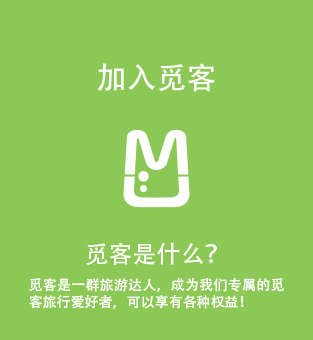 加入觅客
觅客是什么?
觅客是一群旅游达人，成为我们专属的觅
客旅行爱好者，可以享有各种权益！